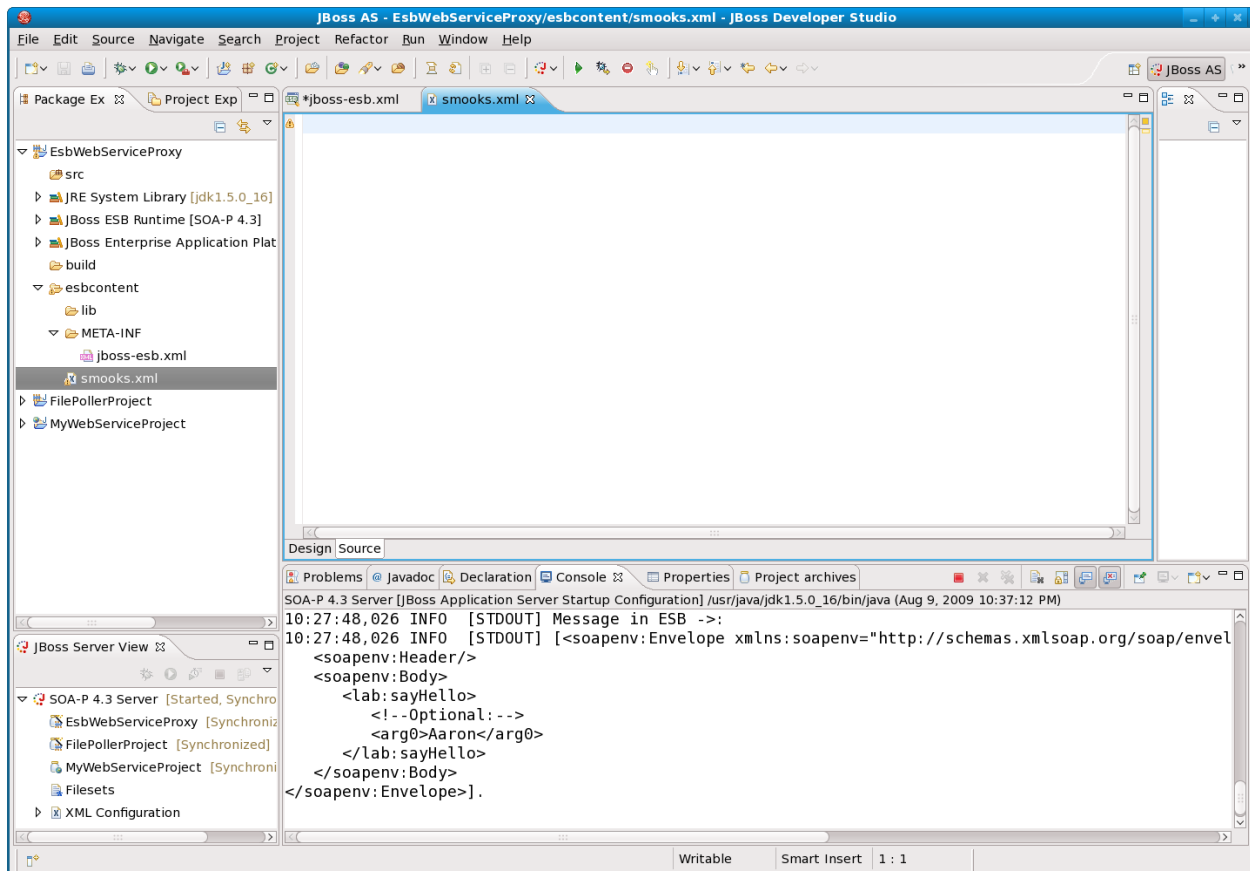 JBoss AS - EsbWebServiceProxy/esbcontent/smooks.xml - JBoss Developer Studio
File Edit Source Navigate Search Project Refactor Run Window Help
JBoss AS »
Package Ex Project Exp
*jboss-esb.xml smooks.xml
EsbWebServiceProxy
src
JRE System Library [jdk1.5.0_16]
JBoss ESB Runtime [SOA-P 4.3]
JBoss Enterprise Application Plat
build
esbcontent
lib
META-INF
jboss-esb.xml
smooks.xml
FilePollerProject
MyWebServiceProject
Design Source
Problems @ Javadoc Declaration Console Properties Project archives
SOA-P 4.3 Server [JBoss Application Server Startup Configuration] /usr/java/jdk1.5.0_16/bin/java (Aug 9, 2009 10:37:12 PM)
10:27:48,026 INFO [STDOUT] Message in ESB ->:
10:27:48,026 INFO [STDOUT] [<soapenv:Envelope xmlns:soapenv="http://schemas.xmlsoap.org/soap/envel
<soapenv:Header/>
<soapenv:Body>
<lab:sayHello>
<!--Optional:-->
<arg0>Aaron</arg0>
</lab:sayHello>
</soapenv:Body>
</soapenv:Envelope>].
JBoss Server View
SOA-P 4.3 Server [Started, Synchro
EsbWebServiceProxy [Synchroniz
FilePollerProject [Synchronized]
MyWebServiceProject [Synchroni
Filesets
XML Configuration
Writable Smart Insert 1 : 1